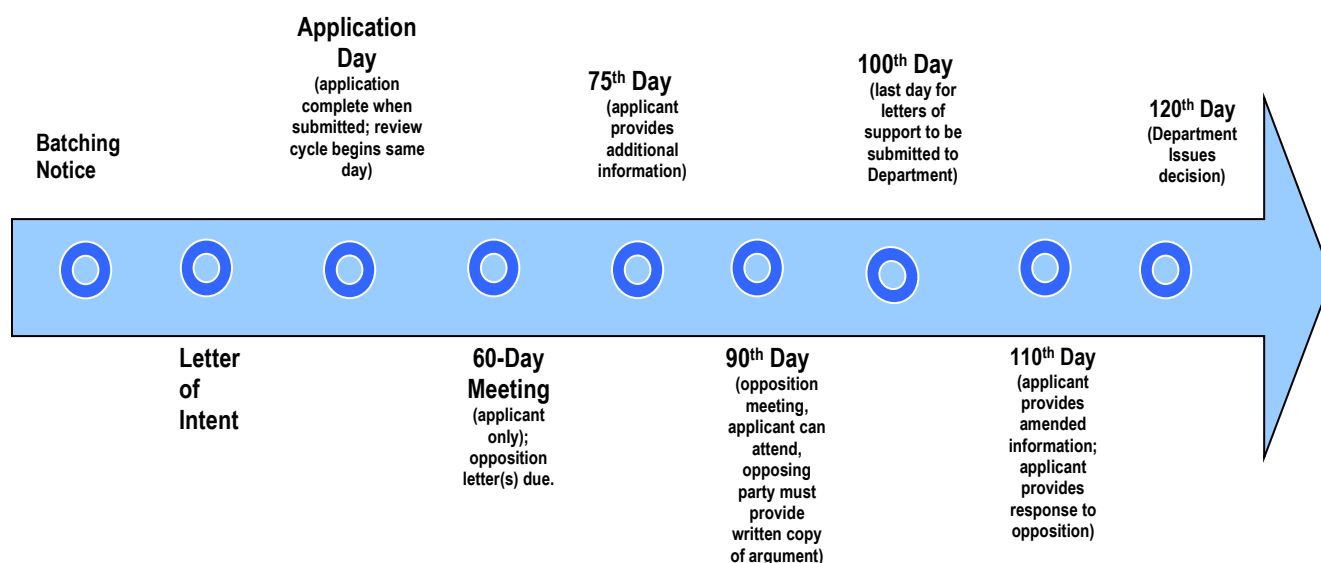 Batching
Notice
Letter
of
Intent
Application
Day
(application
complete when
submitted; review
cycle begins same
day)
60-Day
Meeting
(applicant
only);
opposition
letter(s) due.
75th Day
(applicant
provides
additional
information)
90th Day
(opposition
meeting,
applicant can
attend,
opposing
party must
provide
written copy
of argument)
100th Day
(last day for
letters of
support to be
submitted to
Department)
110th Day
(applicant
provides
amended
information;
applicant
provides
response to
opposition)
120th Day
(Department
Issues
decision)